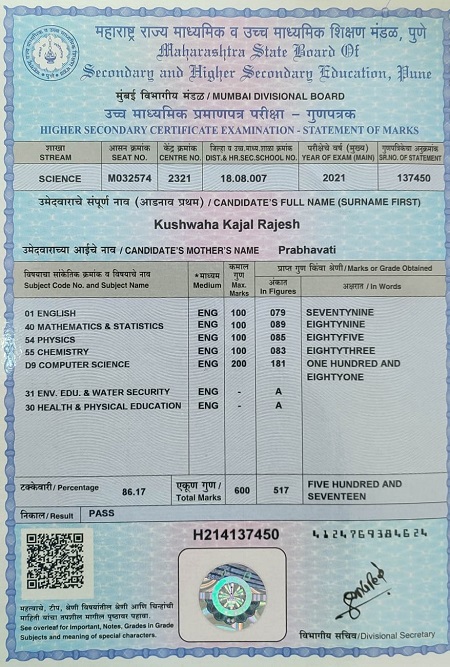 महाराष्ट्र राज्य माध्यमिक व उच्च माध्यमिक शिक्षण मंडळ, पुणे
Maharashtra State Board Of
Secondary and Higher Secondary Education, Pune
मुंबई विभागीय मंडळ / MUMBAI DIVISIONAL BOARD
उच्च माध्यमिक प्रमाणपत्र परीक्षा - गुणपत्रक
HIGHER SECONDARY CERTIFICATE EXAMINATION - STATEMENT OF MARKS
शाखा आसन क्रमांक केंद्र क्रमांक जिल्हा व उच्च.माध्य.शाळा क्रमांक परीक्षेचे वर्ष (मुख्य) गुणपत्रिकेचा अनुक्रमांक
STREAM SEAT NO. CENTRE NO. DIST.& HR.SEC.SCHOOL NO. YEAR OF EXAM (MAIN) SR.NO. OF STATEMENT
SCIENCE M032574 2321 18.08.007 2021 137450
उमेदवाराचे संपूर्ण नाव (आडनाव प्रथम) / CANDIDATE'S FULL NAME (SURNAME FIRST)
Kushwaha Kajal Rajesh
उमेदवाराच्या आईचे नाव / CANDIDATE'S MOTHER'S NAME Prabhavati
विषयाचा सांकेतिक क्रमांक व विषयाचे नाव
Subject Code No. and Subject Name
* माध्यम
Medium
कमाल
गुण
Max.
Marks
प्राप्त गुण किंवा श्रेणी / Marks or Grade Obtained
अंकात
In Figures
अक्षरात / In Words
01 ENGLISH ENG 100 079 SEVENTYNINE
40 MATHEMATICS & STATISTICS ENG 100 089 EIGHTYNINE
54 PHYSICS ENG 100 085 EIGHTYFIVE
55 CHEMISTRY ENG 100 083 EIGHTYTHREE
D9 COMPUTER SCIENCE ENG 200 181 ONE HUNDRED AND
EIGHTYONE
31 ENV. EDU. & WATER SECURITY ENG - A
30 HEALTH & PHYSICAL EDUCATION ENG - A
टक्केवारी / Percentage 86.17 एकूण गुण / Total Marks 600 517 FIVE HUNDRED AND
SEVENTEEN
निकाल / Result PASS
H214137450 4124769384624
महत्वाचे, टीप, श्रेणी विषयांतील श्रेणी आणि चिन्हांची
माहिती यांचा तपशील मागील पृष्ठावर पहावा.
See overleaf for Important, Notes, Grades in Grade
Subjects and meaning of special characters.
विभागीय सचिव / Divisional Secretary